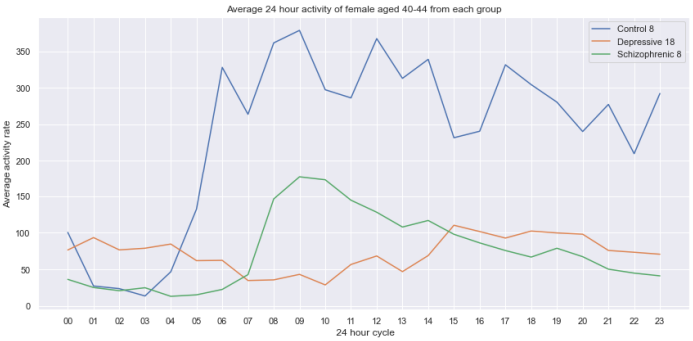 Average 24 hour activity of female aged 40-44 from each group
Control 8
Depressive 18
Schizophrenic 8
Average activity rate
350
300
250
200
150
100
50
0
00 01 02 03 04 05 06 07 08 09 10 11 12 13 14 15 16 17 18 19 20 21 22 23
24 hour cycle